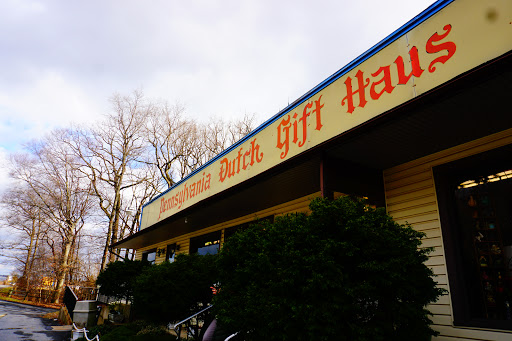 Pennsylvania Dutch Gift Haus